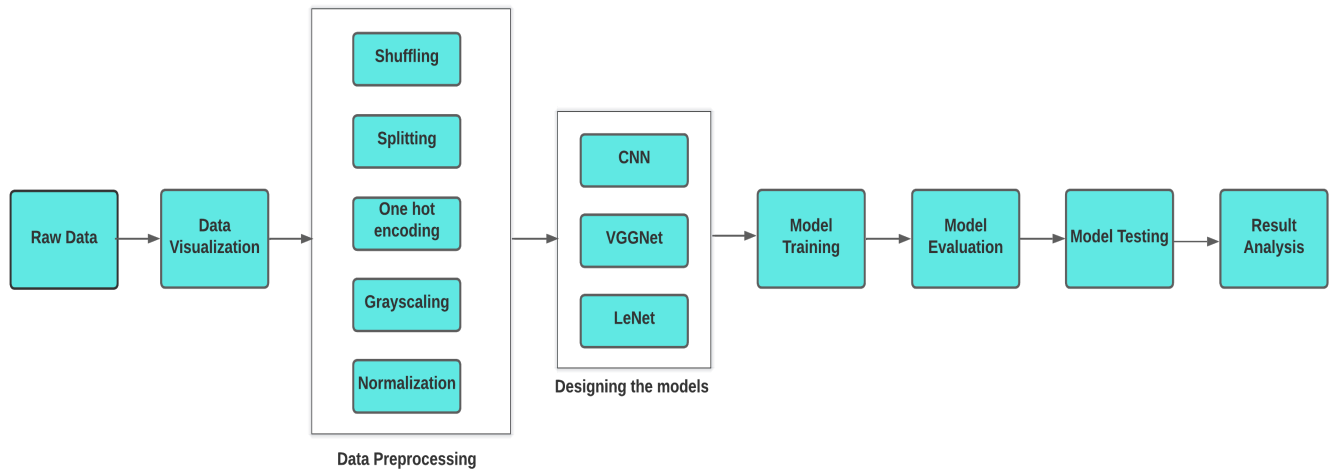 Raw Data
Data
Visualization
Shuffling
Splitting
One hot
encoding
Grayscaling
Normalization
Data Preprocessing
CNN
VGGNet
LeNet
Designing the models
Model
Training
Model
Evaluation
Model Testing
Result
Analysis